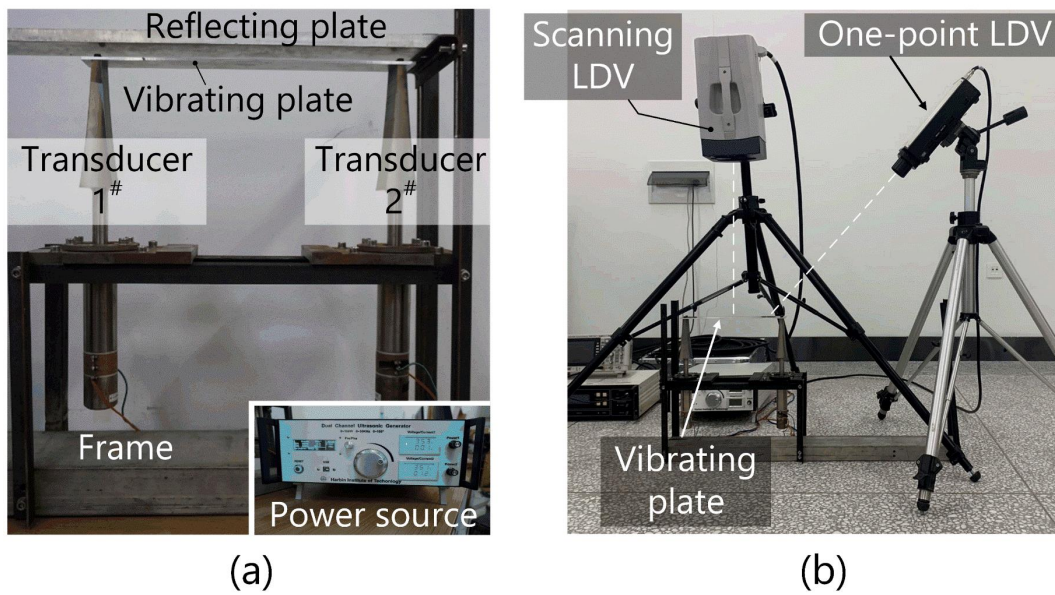 Reflecting plate
Vibrating plate
Transducer
1#
Transducer
2#
Frame
Dual Channel Ultrasonic Generator
Harbin Institute of Technology
Power source
(a)
Scanning
LDV
One-point LDV
Vibrating
plate
(b)